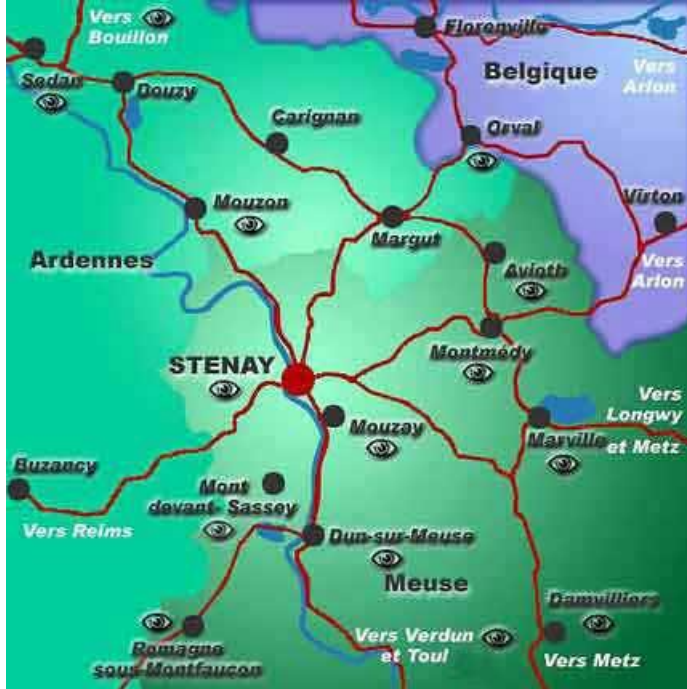 Vers
Bouillon
Florenville
Belgique
Vers
Arlon
Sedan
Douzy
Carignan
Orval
Mouzon
Virton
Margut
Ardennes
Avioth
Vers
Arlon
Montmédy
STENAY
Vers
Longwy
et Metz
Mouzay
Marville
Buzancy
Mont
devant- Sassey
Vers Reims
Dun-sur-Meuse
Meuse
Damvilliers
Romagne
sous-Montfaucon
Vers Verdun
et Toul
Vers Metz